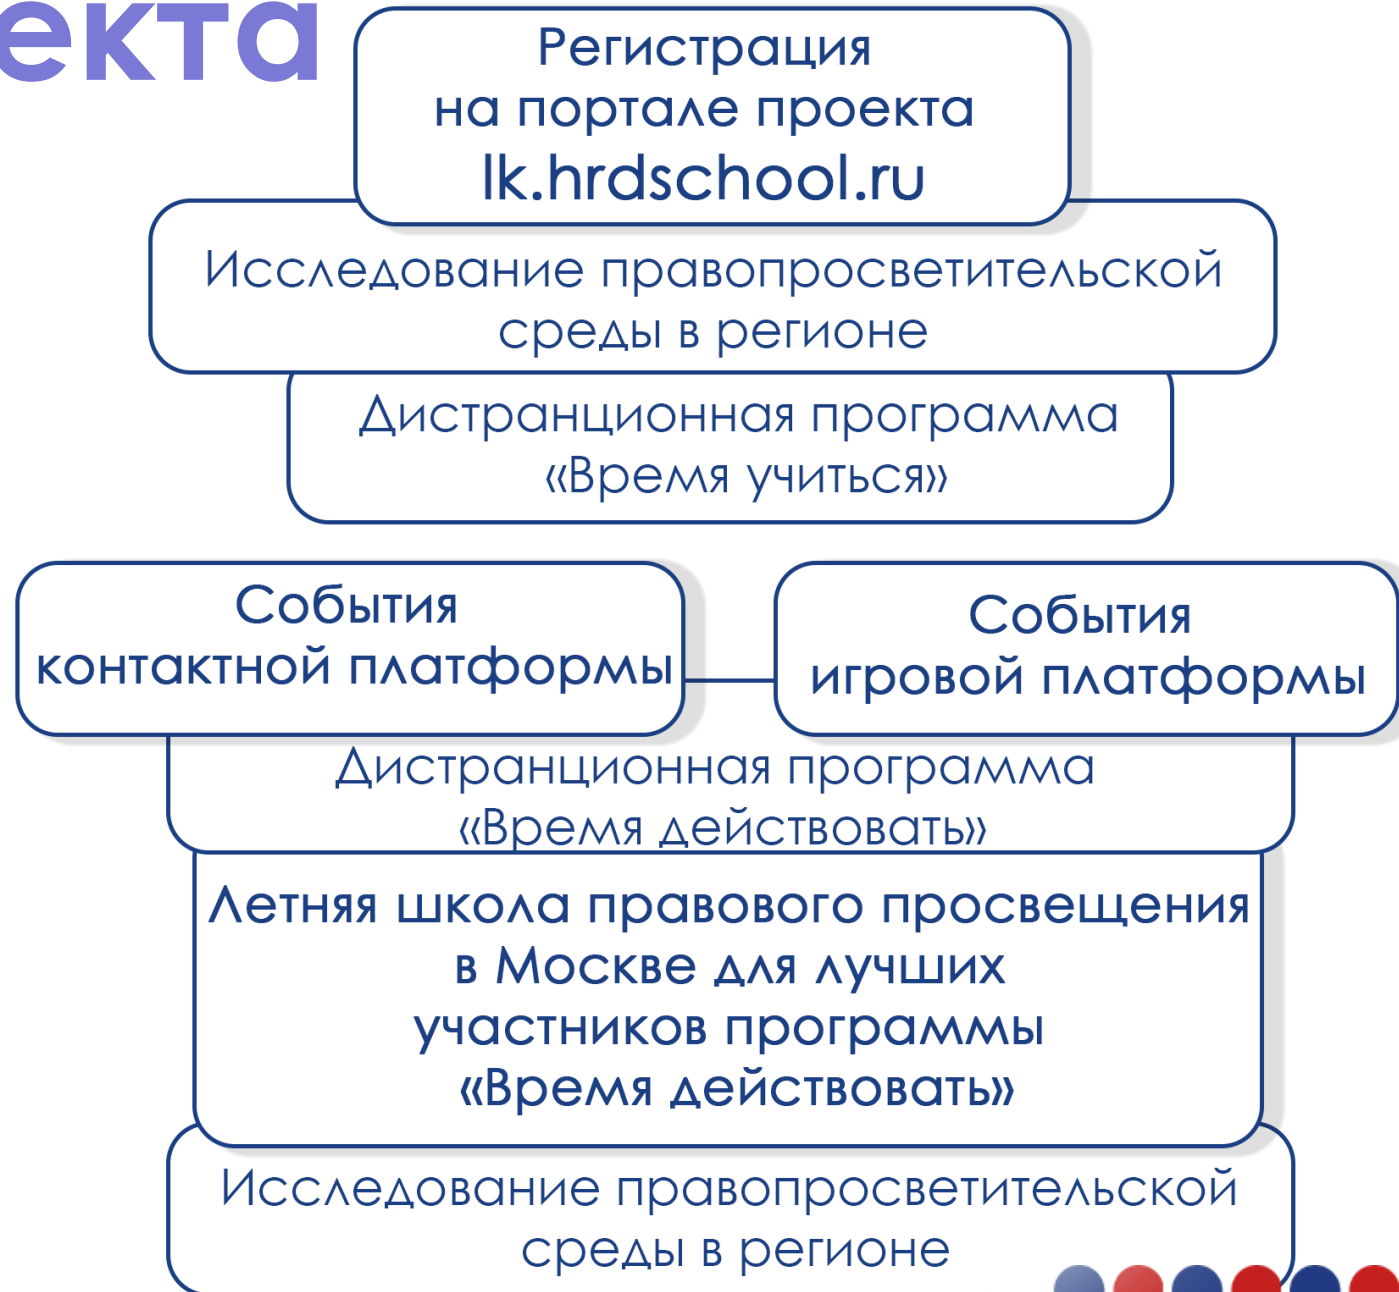 екта
Регистрация
на портале проекта
lk.hrdschool.ru
Исследование правопросветительской
среды в регионе
Дистранционная программа
«Время учиться»
События
контактной платформы
События
игровой платформы
Дистранционная программа
«Время действовать»
Летняя школа правового просвещения
в Москве для лучших
участников программы
«Время действовать»
Исследование правопросветительской
среды в регионе